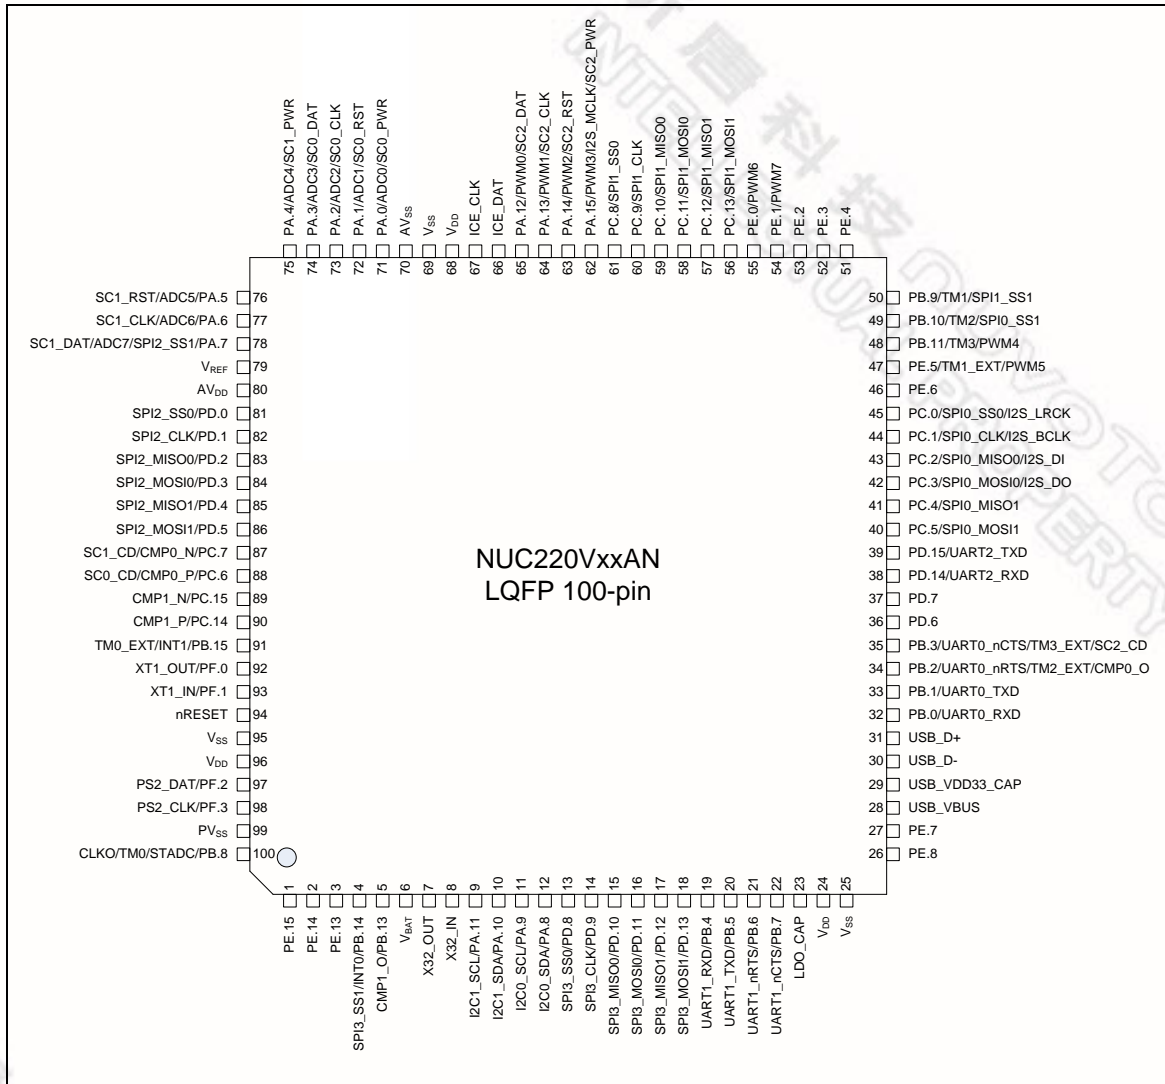 PA.4/ADC4/SC1_PWR
PA.3/ADC3/SC0_DAT
PA.2/ADC2/SC0_CLK
PA.1/ADC1/SC0_RST
PA.0/ADC0/SC0_PWR
AVSS
VSS
VDD
ICE_CLK
ICE_DAT
PA.12/PWM0/SC2_DAT
PA.13/PWM1/SC2_CLK
PA.14/PWM2/SC2_RST
PA.15/PWM3/I2S_MCLK/SC2_PWR
PC.8/SPI1_SS0
PC.9/SPI1_CLK
PC.10/SPI1_MISO0
PC.11/SPI1_MOSI0
PC.12/SPI1_MISO1
PC.13/SPI1_MOSI1
PE.0/PWM6
PE.1/PWM7
PE.2
PE.3
PE.4
75 74 73 72 71 70 69 68 67 66 65 64 63 62 61 60 59 58 57 56 55 54 53 52 51
SC1_RST/ADC5/PA.5 76
SC1_CLK/ADC6/PA.6 77
SC1_DAT/ADC7/SPI2_SS1/PA.7 78
VREF 79
AVDD 80
SPI2_SS0/PD.0 81
SPI2_CLK/PD.1 82
SPI2_MISO0/PD.2 83
SPI2_MOSI0/PD.3 84
SPI2_MISO1/PD.4 85
SPI2_MOSI1/PD.5 86
SC1_CD/CMP0_N/PC.7 87
SC0_CD/CMP0_P/PC.6 88
CMP1_N/PC.15 89
CMP1_P/PC.14 90
TM0_EXT/INT1/PB.15 91
XT1_OUT/PF.0 92
XT1_IN/PF.1 93
nRESET 94
VSS 95
VDD 96
PS2_DAT/PF.2 97
PS2_CLK/PF.3 98
PVSS 99
CLKO/TM0/STADC/PB.8 100
NUC220VxxAN
LQFP 100-pin
50 PB.9/TM1/SPI1_SS1
49 PB.10/TM2/SPI0_SS1
48 PB.11/TM3/PWM4
47 PE.5/TM1_EXT/PWM5
46 PE.6
45 PC.0/SPI0_SS0/I2S_LRCK
44 PC.1/SPI0_CLK/I2S_BCLK
43 PC.2/SPI0_MISO0/I2S_DI
42 PC.3/SPI0_MOSI0/I2S_DO
41 PC.4/SPI0_MISO1
40 PC.5/SPI0_MOSI1
39 PD.15/UART2_TXD
38 PD.14/UART2_RXD
37 PD.7
36 PD.6
35 PB.3/UART0_nCTS/TM3_EXT/SC2_CD
34 PB.2/UART0_nRTS/TM2_EXT/CMP0_O
33 PB.1/UART0_TXD
32 PB.0/UART0_RXD
31 USB_D+
30 USB_D-
29 USB_VDD33_CAP
28 USB_VBUS
27 PE.7
26 PE.8
1 2 3 4 5 6 7 8 9 10 11 12 13 14 15 16 17 18 19 20 21 22 23 24 25
PE.15
PE.14
PE.13
SPI3_SS1/INT0/PB.14
CMP1_O/PB.13
VBAT
X32_OUT
X32_IN
I2C1_SCL/PA.11
I2C1_SDA/PA.10
I2C0_SCL/PA.9
I2C0_SDA/PA.8
SPI3_SS0/PD.8
SPI3_CLK/PD.9
SPI3_MISO0/PD.10
SPI3_MOSI0/PD.11
SPI3_MISO1/PD.12
SPI3_MOSI1/PD.13
UART1_RXD/PB.4
UART1_TXD/PB.5
UART1_nRTS/PB.6
UART1_nCTS/PB.7
LDO_CAP
VDD
VSS
唐科技 NUVOTO
INTELLECTUAL PROPERTY